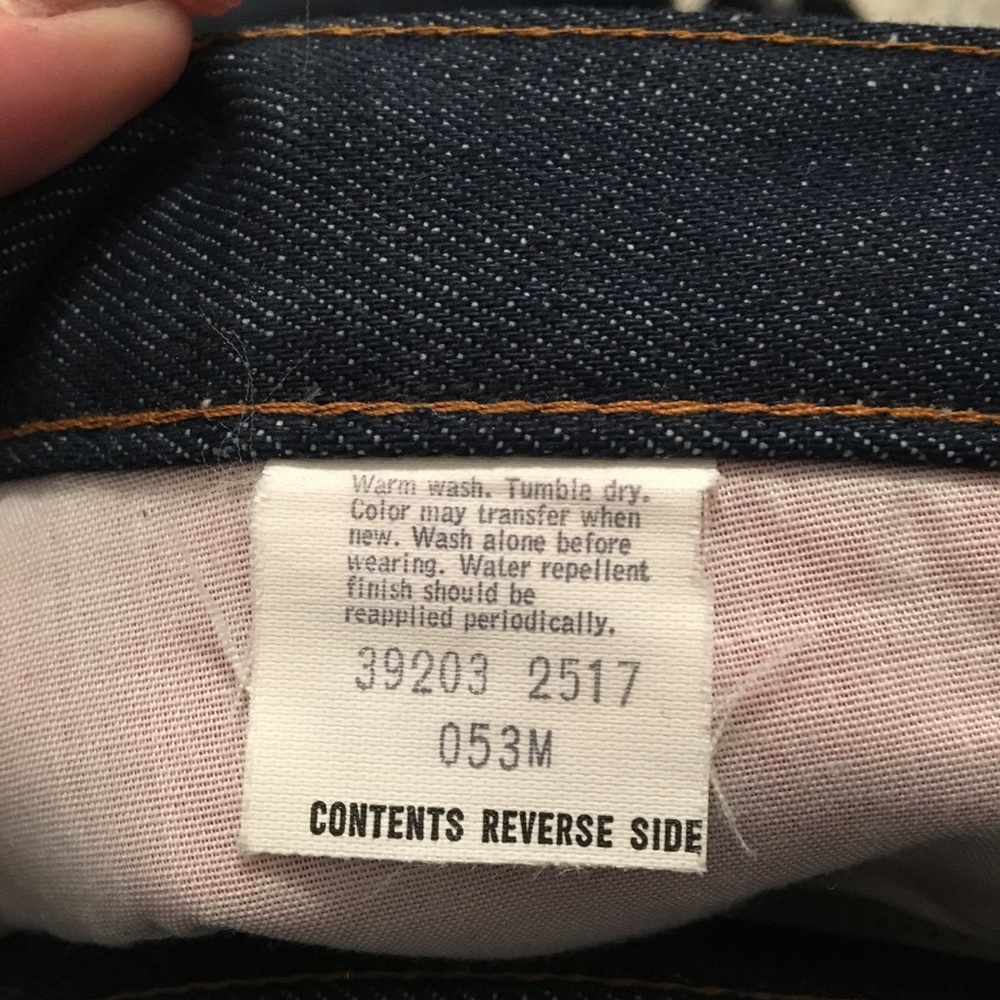 Warm wash. Tumble dry.
Color may transfer when
new. Wash alone before
wearing. Water repellent
finish should be
reapplied periodically.
39203 2517
053M
CONTENTS REVERSE SIDE